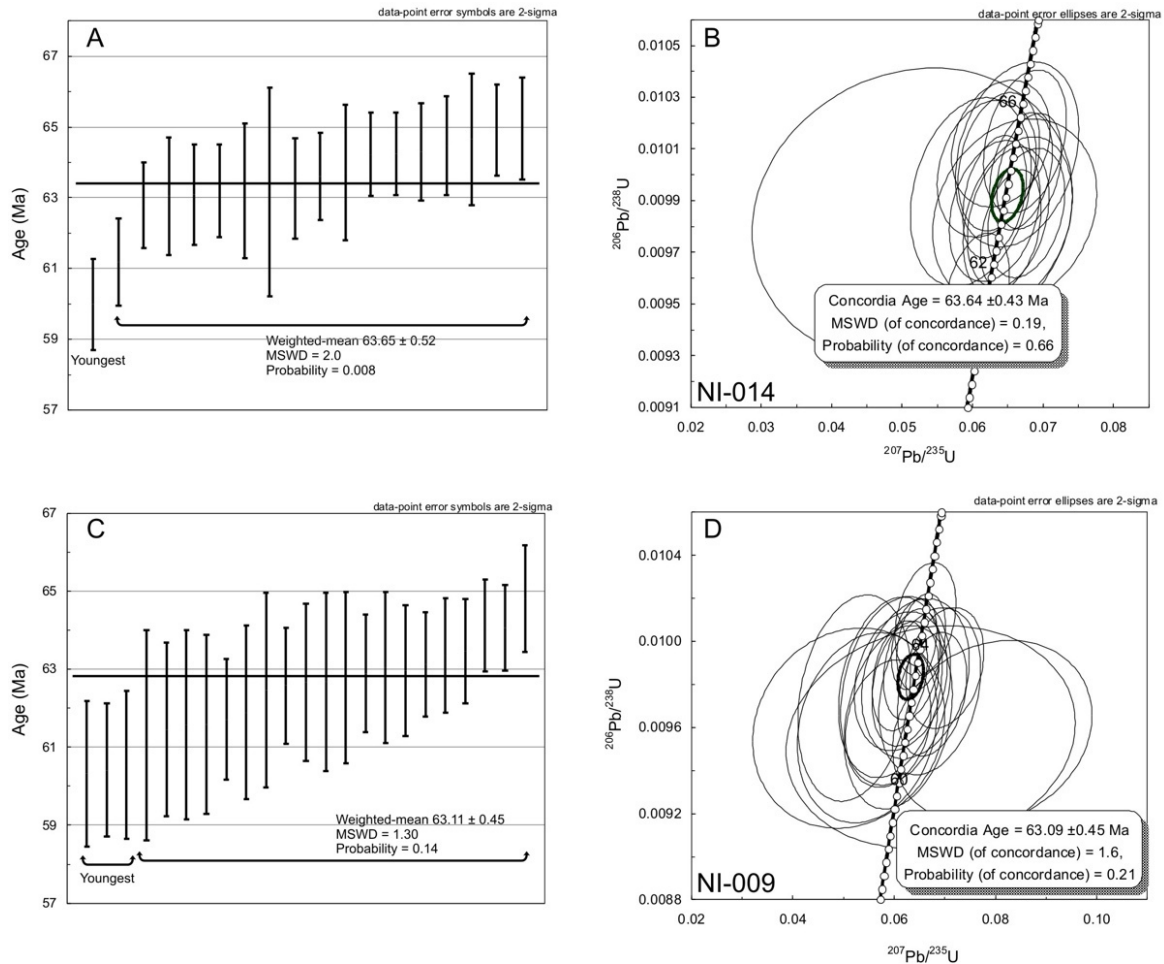 data-point error symbols are 2-sigma
A
67
65
63
61
59
57
Age (Ma)
Youngest
Weighted-mean 63.65 ± 0.52
MSWD = 2.0
Probability = 0.008
data-point error ellipses are 2-sigma
B
0.0105
0.0103
0.0101
0.0099
0.0097
0.0095
0.0093
0.0091
206Pb/238U
66
62
Concordia Age = 63.64 ±0.43 Ma
MSWD (of concordance) = 0.19,
Probability (of concordance) = 0.66
NI-014
0.02 0.03 0.04 0.05 0.06 0.07 0.08
207Pb/235U
data-point error symbols are 2-sigma
C
67
65
63
61
59
57
Age (Ma)
Weighted-mean 63.11 ± 0.45
MSWD = 1.30
Probability = 0.14
Youngest
data-point error ellipses are 2-sigma
D
0.0104
0.0100
0.0096
0.0092
0.0088
206Pb/238U
64
60
Concordia Age = 63.09 ±0.45 Ma
MSWD (of concordance) = 1.6,
Probability (of concordance) = 0.21
NI-009
0.02 0.04 0.06 0.08 0.10
207Pb/235U